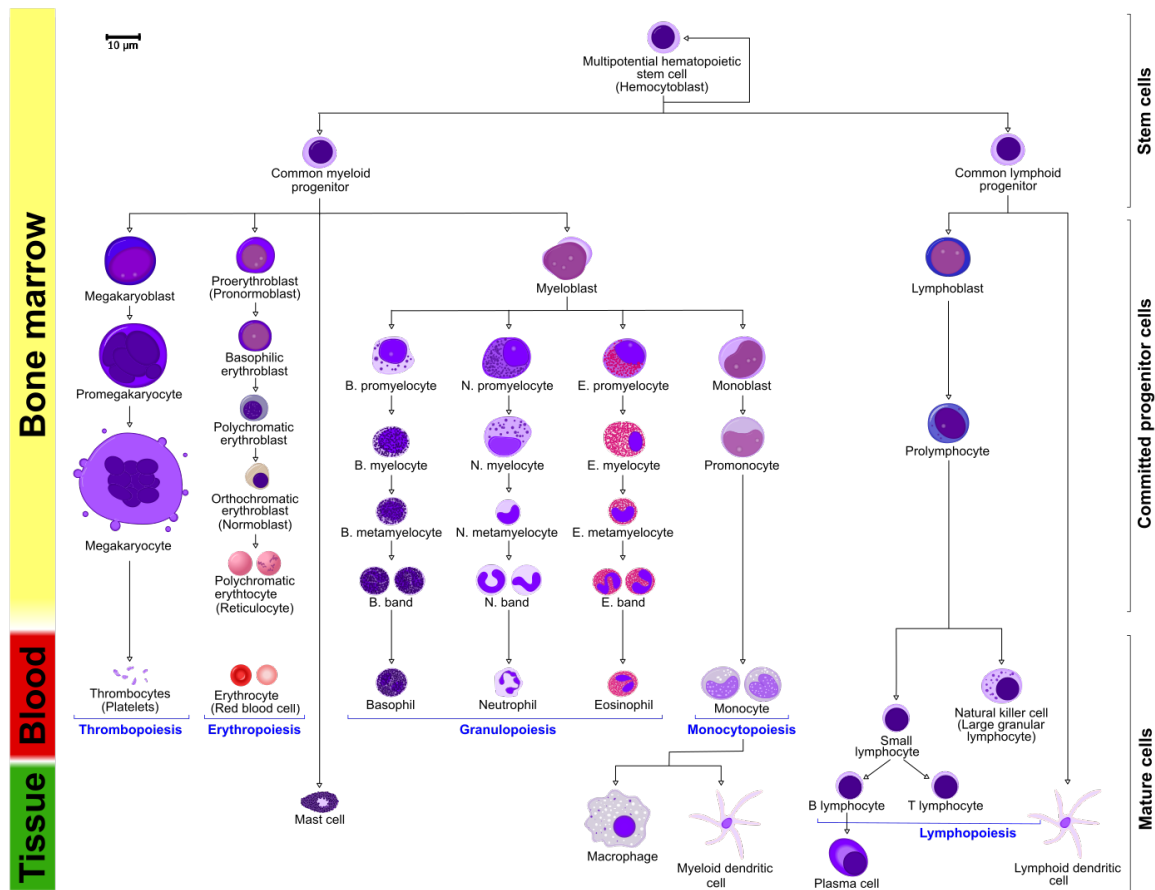 10 µm
Multipotential hematopoietic
stem cell
(Hemocytoblast)
Common myeloid
progenitor
Common lymphoid
progenitor
Megakaryoblast
Proerythroblast
(Pronormoblast)
Myeloblast
Lymphoblast
Basophilic
erythroblast
Promegakaryocyte
B. promyelocyte
N. promyelocyte
E. promyelocyte
Monoblast
Polychromatic
erythroblast
B. myelocyte
N. myelocyte
E. myelocyte
Promonocyte
Prolymphocyte
Orthochromatic
erythroblast
(Normoblast)
Megakaryocyte
B. metamyelocyte
N. metamyelocyte
E. metamyelocyte
Polychromatic
erythtocyte
(Reticulocyte)
B. band
N. band
E. band
Thrombocytes
(Platelets)
Erythrocyte
(Red blood cell)
Basophil
Neutrophil
Eosinophil
Monocyte
Natural killer cell
(Large granular
lymphocyte)
Thrombopoiesis
Erythropoiesis
Granulopoiesis
Monocytopoiesis
Small
lymphocyte
B lymphocyte
T lymphocyte
Lymphopoiesis
Mast cell
Macrophage
Myeloid dendritic
cell
Plasma cell
Lymphoid dendritic
cell
Bone marrow
Blood
Tissue
Stem cells
Committed progenitor cells
Mature cells